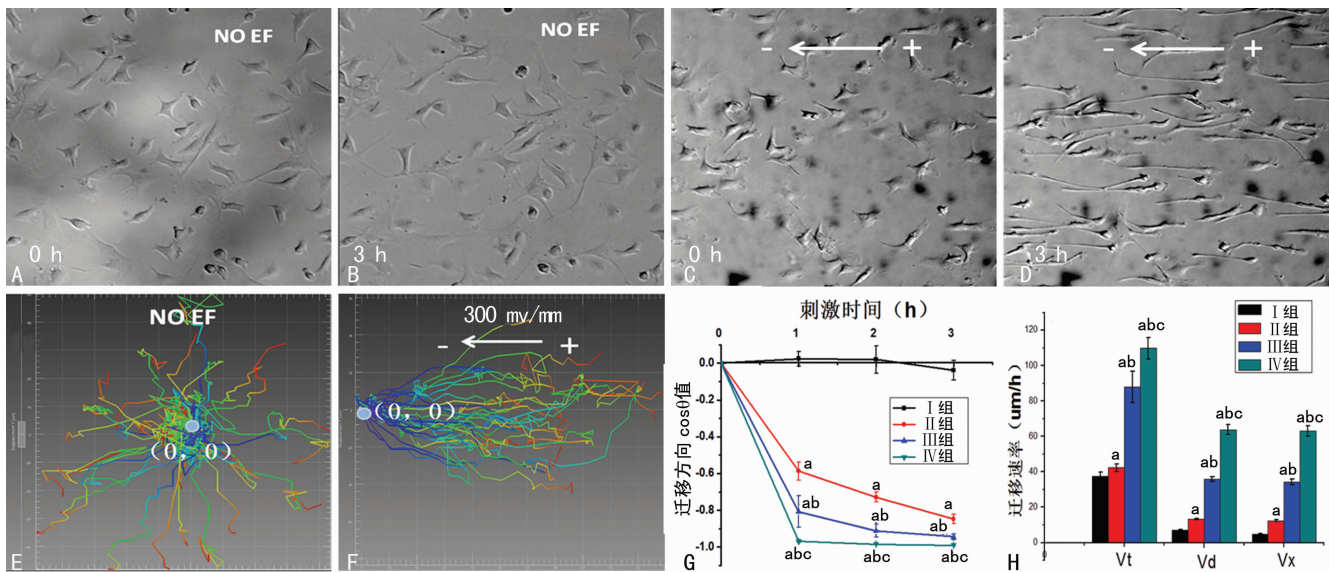 NO EF
0 h
A
NO EF
3 h
B
- +
0 h
C
- +
3 h
D
NO EF
(0, 0)
E
300 mv/mm
- +
(0, 0)
F
刺激时间（h）
0 1 2 3
0.0
-0.2
-0.4
-0.6
-0.8
-1.0
迁移方向 cosθ值
Ⅰ组
Ⅱ组
Ⅲ组
Ⅳ组
a a a
ab ab ab
abc abc abc
G
迁移速率（um/h）
120
100
80
60
40
20
0
0
Ⅰ组
Ⅱ组
Ⅲ组
Ⅳ组
a ab abc
a ab abc
a ab abc
Vt Vd Vx
H